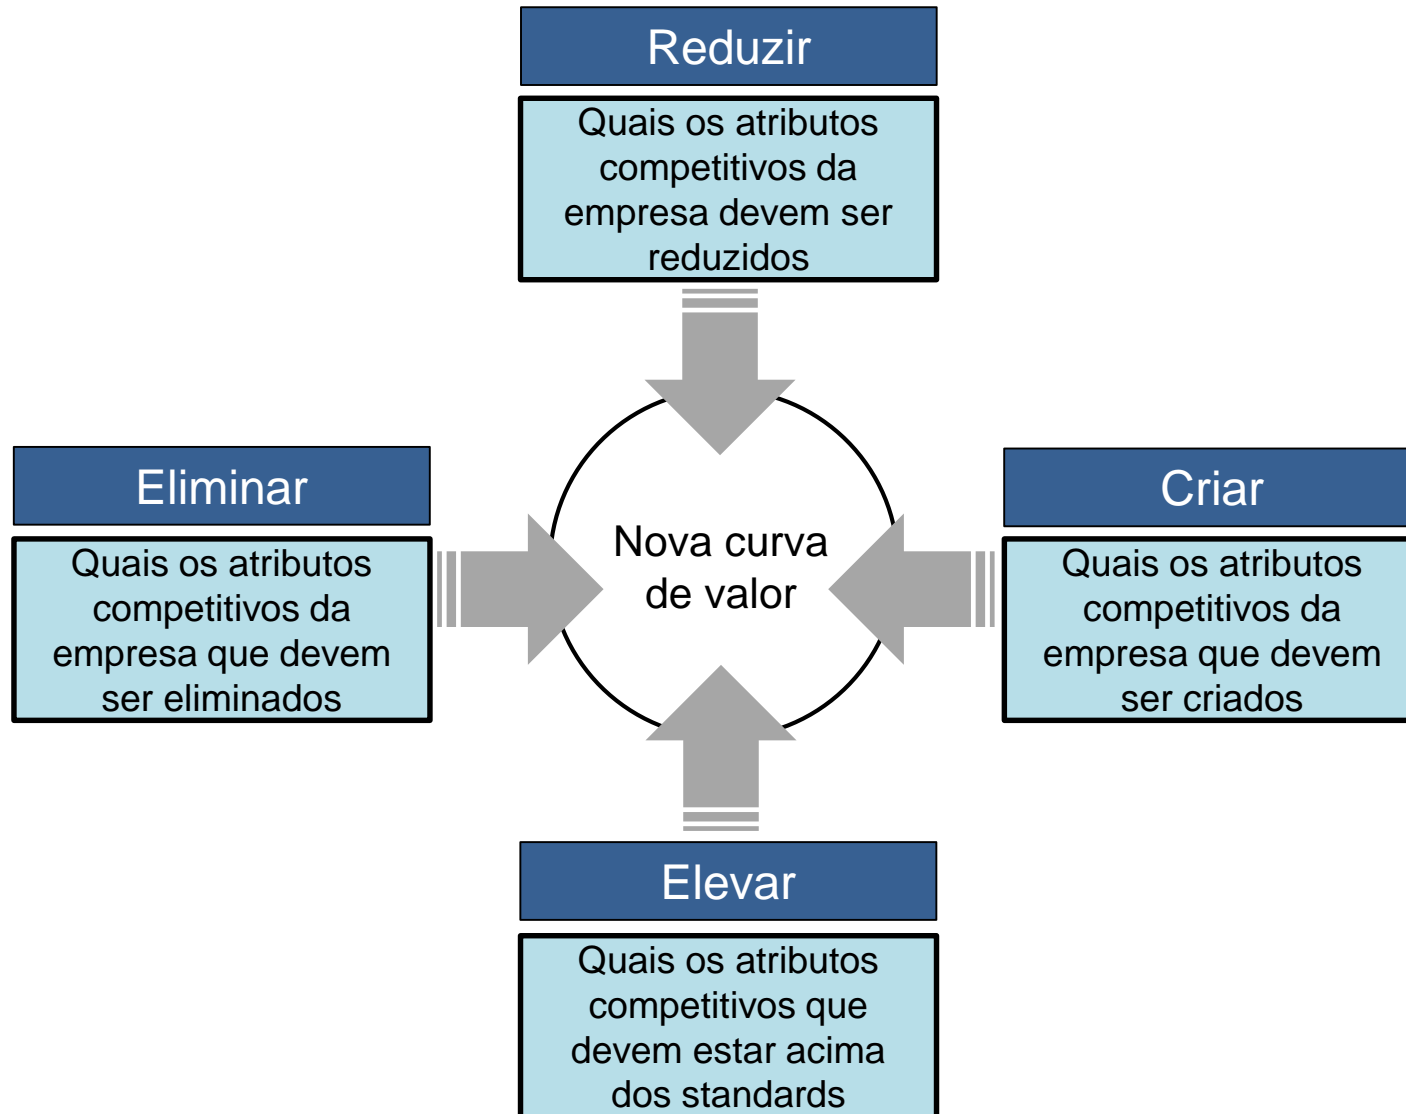 Reduzir
Quais os atributos
competitivos da
empresa devem ser
reduzidos
Eliminar
Quais os atributos
competitivos da
empresa que devem
ser eliminados
Nova curva
de valor
Criar
Quais os atributos
competitivos da
empresa que devem
ser criados
Elevar
Quais os atributos
competitivos que
devem estar acima
dos standards